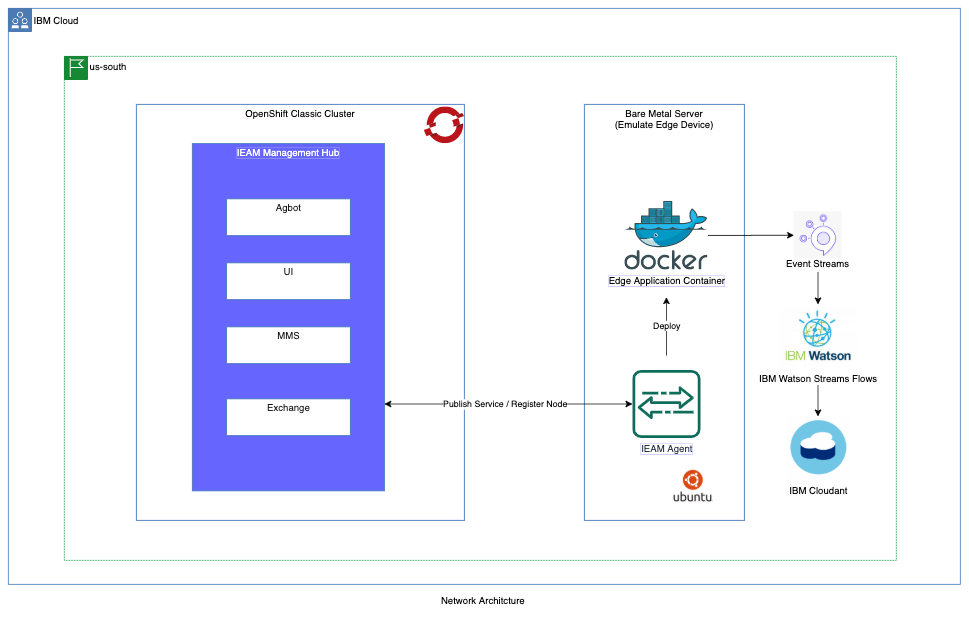 IBM Cloud
us-south
OpenShift Classic Cluster
IEAM Management Hub
Agbot
UI
MMS
Exchange
Publish Service / Register Node
Bare Metal Server
(Emulate Edge Device)
docker
Edge Application Container
Deploy
IEAM Agent
ubuntu
Event Streams
IBM Watson
IBM Watson Streams Flows
IBM Cloudant
Network Architcture